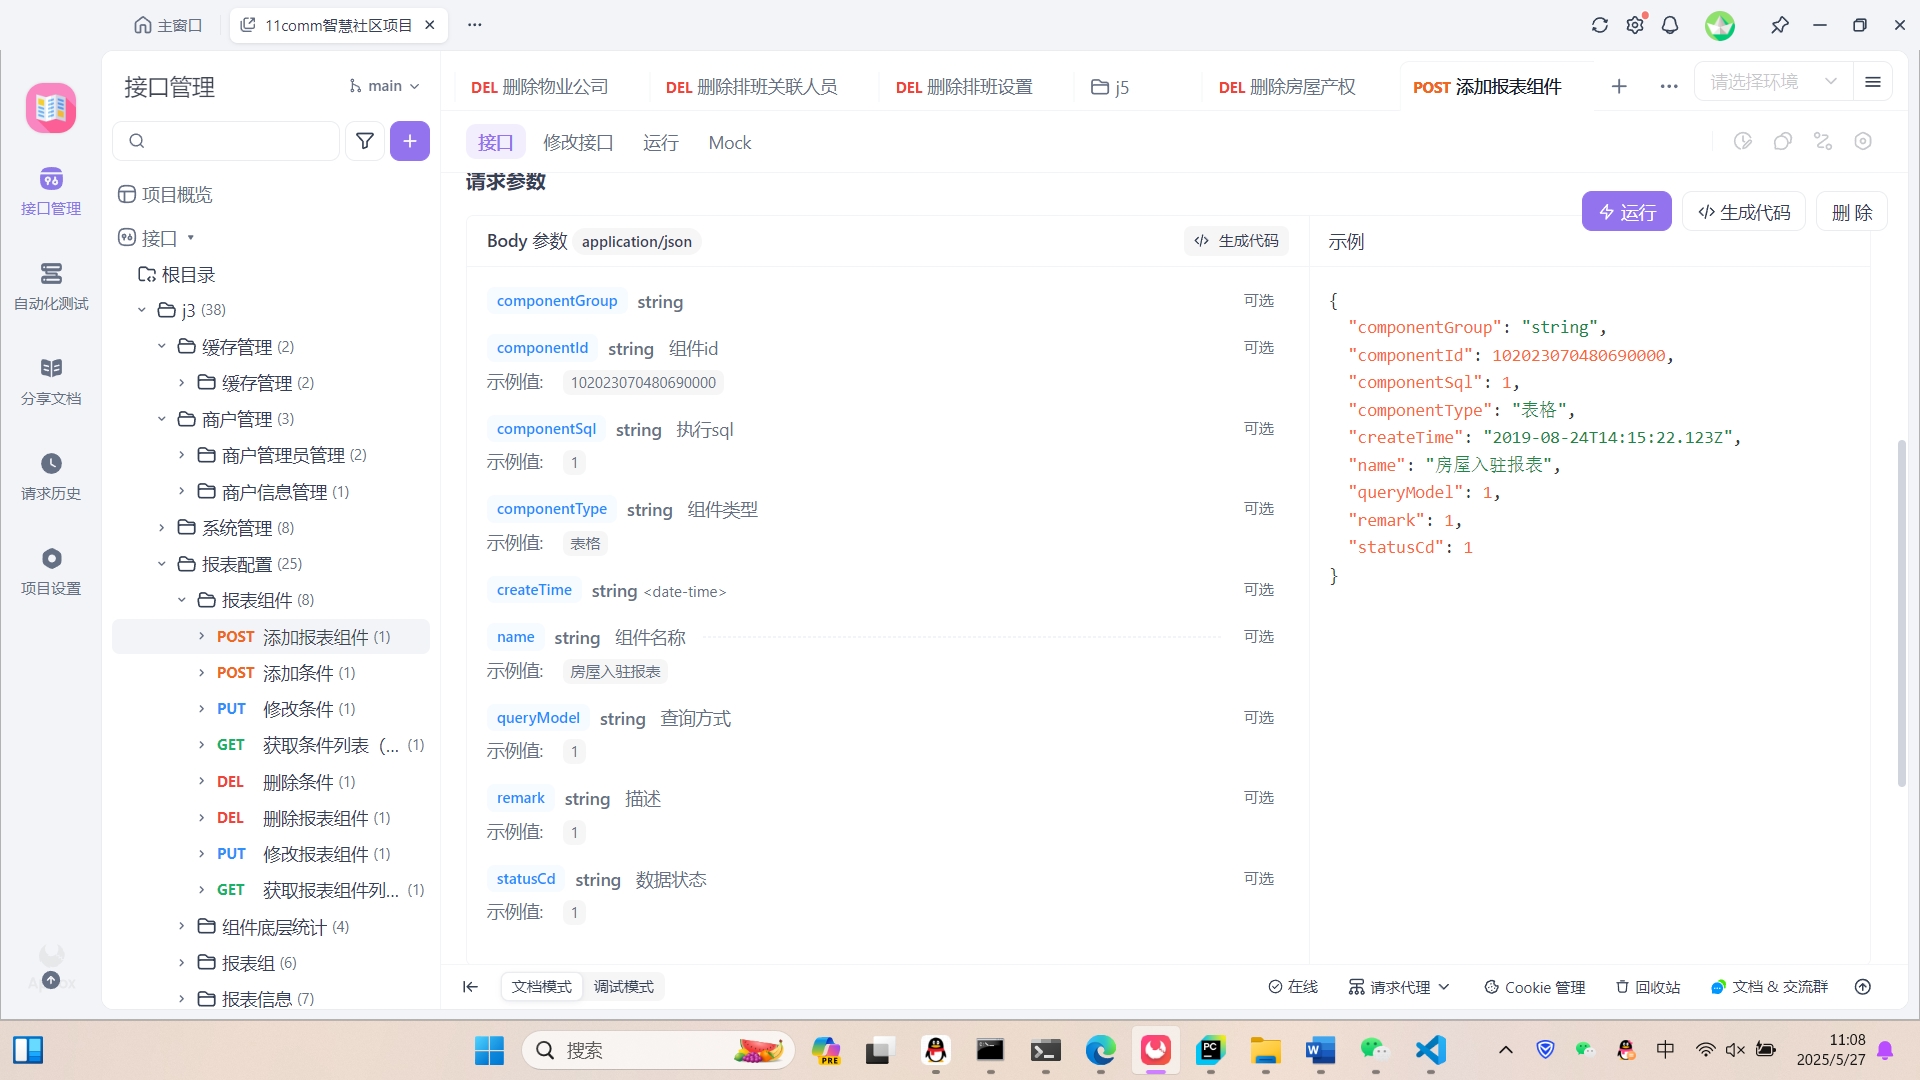 主窗口
11comm智慧社区项目
接口管理
main
DEL 删除物业公司
DEL 删除排班关联人员
DEL 删除排班设置
j5
DEL 删除房屋产权
POST 添加报表组件
请选择环境
接口
修改接口
运行
Mock
接口管理
自动化测试
分享文档
请求历史
项目设置
项目概览
接口
根目录
j3 (38)
缓存管理 (2)
缓存管理 (2)
商户管理 (3)
商户管理员管理 (2)
商户信息管理 (1)
系统管理 (8)
报表配置 (25)
报表组件 (8)
POST 添加报表组件 (1)
POST 添加条件 (1)
PUT 修改条件 (1)
GET 获取条件列表（... (1)
DEL 删除条件 (1)
DEL 删除报表组件 (1)
PUT 修改报表组件 (1)
GET 获取报表组件列... (1)
组件底层统计 (4)
报表组 (6)
报表信息 (7)
请求参数
运行
生成代码
删 除
Body 参数 application/json
生成代码
示例
componentGroup string 可选
componentId string 组件id 可选
示例值: 102023070480690000
componentSql string 执行sql 可选
示例值: 1
componentType string 组件类型 可选
示例值: 表格
createTime string <date-time> 可选
name string 组件名称 可选
示例值: 房屋入驻报表
queryModel string 查询方式 可选
示例值: 1
remark string 描述 可选
示例值: 1
statusCd string 数据状态 可选
示例值: 1
{
"componentGroup": "string",
"componentId": 102023070480690000,
"componentSql": 1,
"componentType": "表格",
"createTime": "2019-08-24T14:15:22.123Z",
"name": "房屋入驻报表",
"queryModel": 1,
"remark": 1,
"statusCd": 1
}
文档模式
调试模式
在线
请求代理
Cookie 管理
回收站
文档 & 交流群
搜索
PRE
中
11:08
2025/5/27